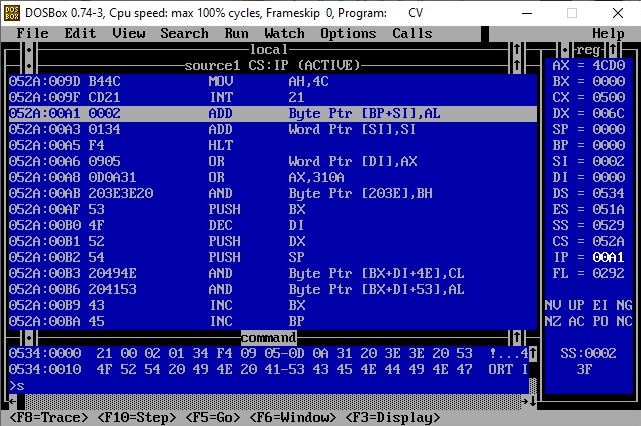 DOSBox 0.74-3, Cpu speed: max 100% cycles, Frameskip 0, Program: CV
File Edit View Search Run Watch Options Calls Help
local
source1 CS:IP (ACTIVE)
052A:009D B44C MOV AH,4C
052A:009F CD21 INT 21
052A:00A1 0002 ADD Byte Ptr [BP+SI],AL
052A:00A3 0134 ADD Word Ptr [SI],SI
052A:00A5 F4 HLT
052A:00A6 0905 OR Word Ptr [DI],AX
052A:00A8 0D0A31 OR AX,310A
052A:00AB 203E3E20 AND Byte Ptr [203E],BH
052A:00AF 53 PUSH BX
052A:00B0 4F DEC DI
052A:00B1 52 PUSH DX
052A:00B2 54 PUSH SP
052A:00B3 20494E AND Byte Ptr [BX+DI+4E],CL
052A:00B6 204153 AND Byte Ptr [BX+DI+53],AL
052A:00B9 43 INC BX
052A:00BA 45 INC BP
command
0534:0000 21 00 02 01 34 F4 09 05-0D 0A 31 20 3E 3E 20 53 !...4
0534:0010 4F 52 54 20 49 4E 20 41-53 43 45 4E 44 49 4E 47 ORT I
>s
reg
AX = 4CD0
BX = 0000
CX = 0500
DX = 006C
SP = 0000
BP = 0000
SI = 0002
DI = 0000
DS = 0534
ES = 051A
SS = 0529
CS = 052A
IP = 00A1
FL = 0292
NV UP EI NG
NZ AC PO NC
SS:0002
3F
<F8=Trace> <F10=Step> <F5=Go> <F6=Window> <F3=Display>